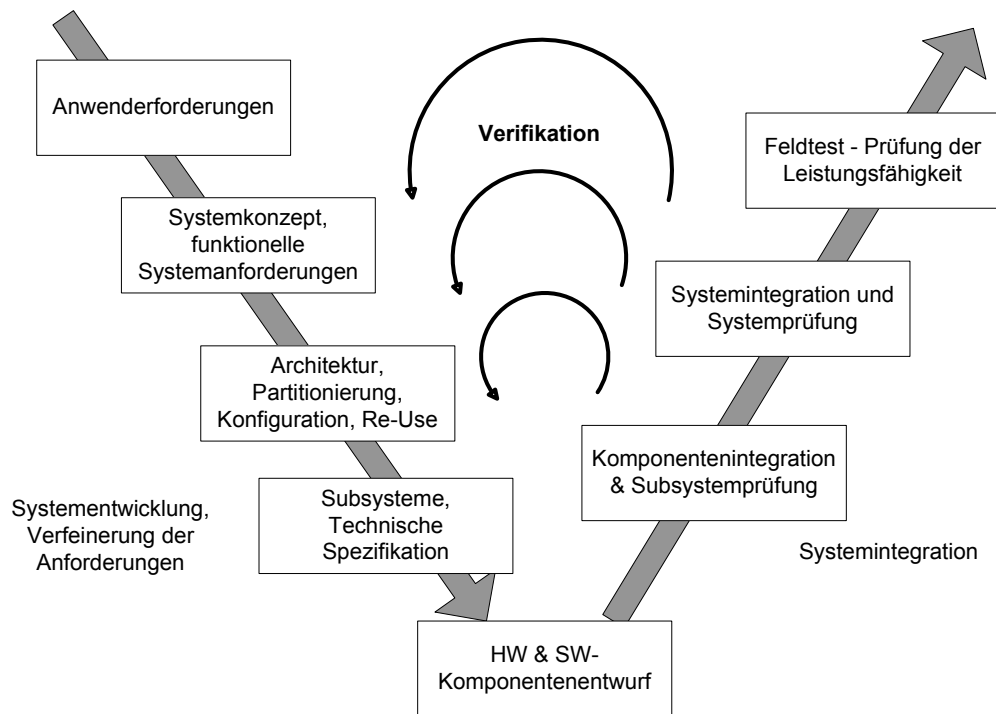 Anwenderforderungen
Verifikation
Feldtest - Prüfung der
Leistungsfähigkeit
Systemkonzept,
funktionelle
Systemanforderungen
Systemintegration und
Systemprüfung
Architektur,
Partitionierung,
Konfiguration, Re-Use
Komponentenintegration
& Subsystemprüfung
Subsysteme,
Technische
Spezifikation
Systementwicklung,
Verfeinerung der
Anforderungen
Systemintegration
HW & SW-
Komponentenentwurf